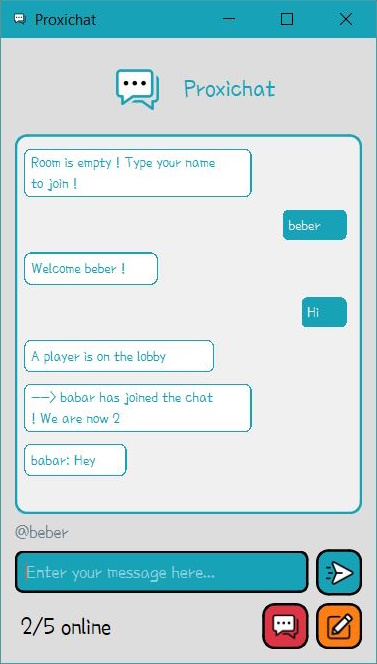 Proxichat
Proxichat
Room is empty ! Type your name
to join !
beber
Welcome beber !
Hi
A player is on the lobby
--> babar has joined the chat
! We are now 2
babar: Hey
@beber
Enter your message here...
2/5 online